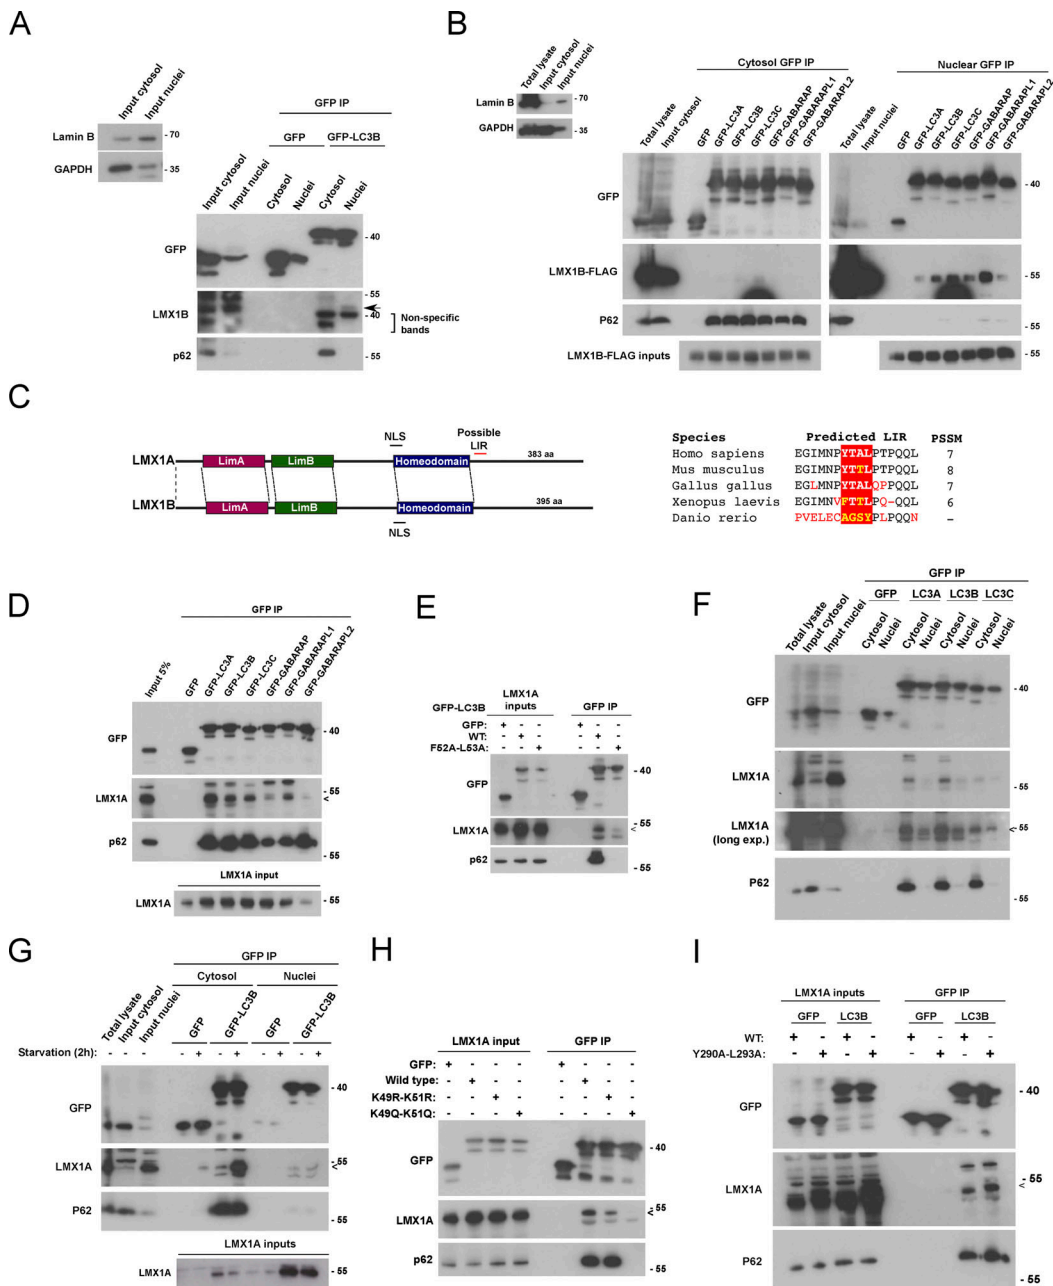 A
Input cytosol
Input nuclei
Lamin B
- 70
GAPDH
- 35
GFP IP
GFP
GFP-LC3B
Input cytosol
Input nuclei
Cytosol
Nuclei
Cytosol
Nuclei
GFP
- 40
LMX1B
- 55
- 40
Non-specific
bands
p62
- 55
B
Total lysate
Input cytosol
Input nuclei
Lamin B
- 70
GAPDH
- 35
Cytosol GFP IP
Nuclear GFP IP
Total lysate
Input cytosol
GFP
GFP-LC3A
GFP-LC3B
GFP-LC3C
GFP-GABARAP
GFP-GABARAPL1
GFP-GABARAPL2
Total lysate
Input nuclei
GFP
GFP-LC3A
GFP-LC3B
GFP-LC3C
GFP-GABARAP
GFP-GABARAPL1
GFP-GABARAPL2
GFP
- 40
LMX1B-FLAG
- 55
P62
- 55
LMX1B-FLAG inputs
- 55
C
NLS
Possible
LIR
LMX1A
LimA
LimB
Homeodomain
383 aa
LMX1B
LimA
LimB
Homeodomain
395 aa
NLS
Species Predicted LIR PSSM
Homo sapiens EGIMNPYTALPTPQQL 7
Mus musculus EGIMNPYTTLPTPQQL 8
Gallus gallus EGLMNPYTALQPPQQL 7
Xenopus laevis EGIMNVFTTLPQ-QQL 6
Danio rerio PVELECAGSYPLPQQN -
D
GFP IP
Input 5%
GFP
GFP-LC3A
GFP-LC3B
GFP-LC3C
GFP-GABARAP
GFP-GABARAPL1
GFP-GABARAPL2
GFP
- 40
LMX1A
- 55
<
p62
- 55
LMX1A input
LMX1A
- 55
E
LMX1A
inputs
GFP-LC3B
GFP IP
GFP: + - - + - -
WT: - + - - + -
F52A-L53A: - - + - - +
GFP
- 40
LMX1A
- 55
<
p62
- 55
F
GFP IP
GFP
LC3A
LC3B
LC3C
Total lysate
Input cytosol
Input nuclei
Cytosol
Nuclei
Cytosol
Nuclei
Cytosol
Nuclei
Cytosol
Nuclei
GFP
- 40
LMX1A
- 55
LMX1A
(long exp.)
- 55
<
P62
- 55
G
GFP IP
Cytosol
Nuclei
Total lysate
Input cytosol
Input nuclei
GFP
GFP-LC3B
GFP
GFP-LC3B
Starvation (2h): - - - - + - + - + - +
GFP
- 40
LMX1A
- 55
<
P62
- 55
LMX1A inputs
LMX1A
- 55
H
LMX1A input
GFP IP
GFP: + - - - + - - -
Wild type: - + - - - + - -
K49R-K51R: - - + - - - + -
K49Q-K51Q: - - - + - - - +
GFP
- 40
LMX1A
<
- 55
p62
- 55
I
LMX1A inputs
GFP IP
GFP
LC3B
GFP
LC3B
WT: + - + - + - + -
Y290A-L293A: - + - + - + - +
GFP
- 40
LMX1A
- 55
<
P62
- 55